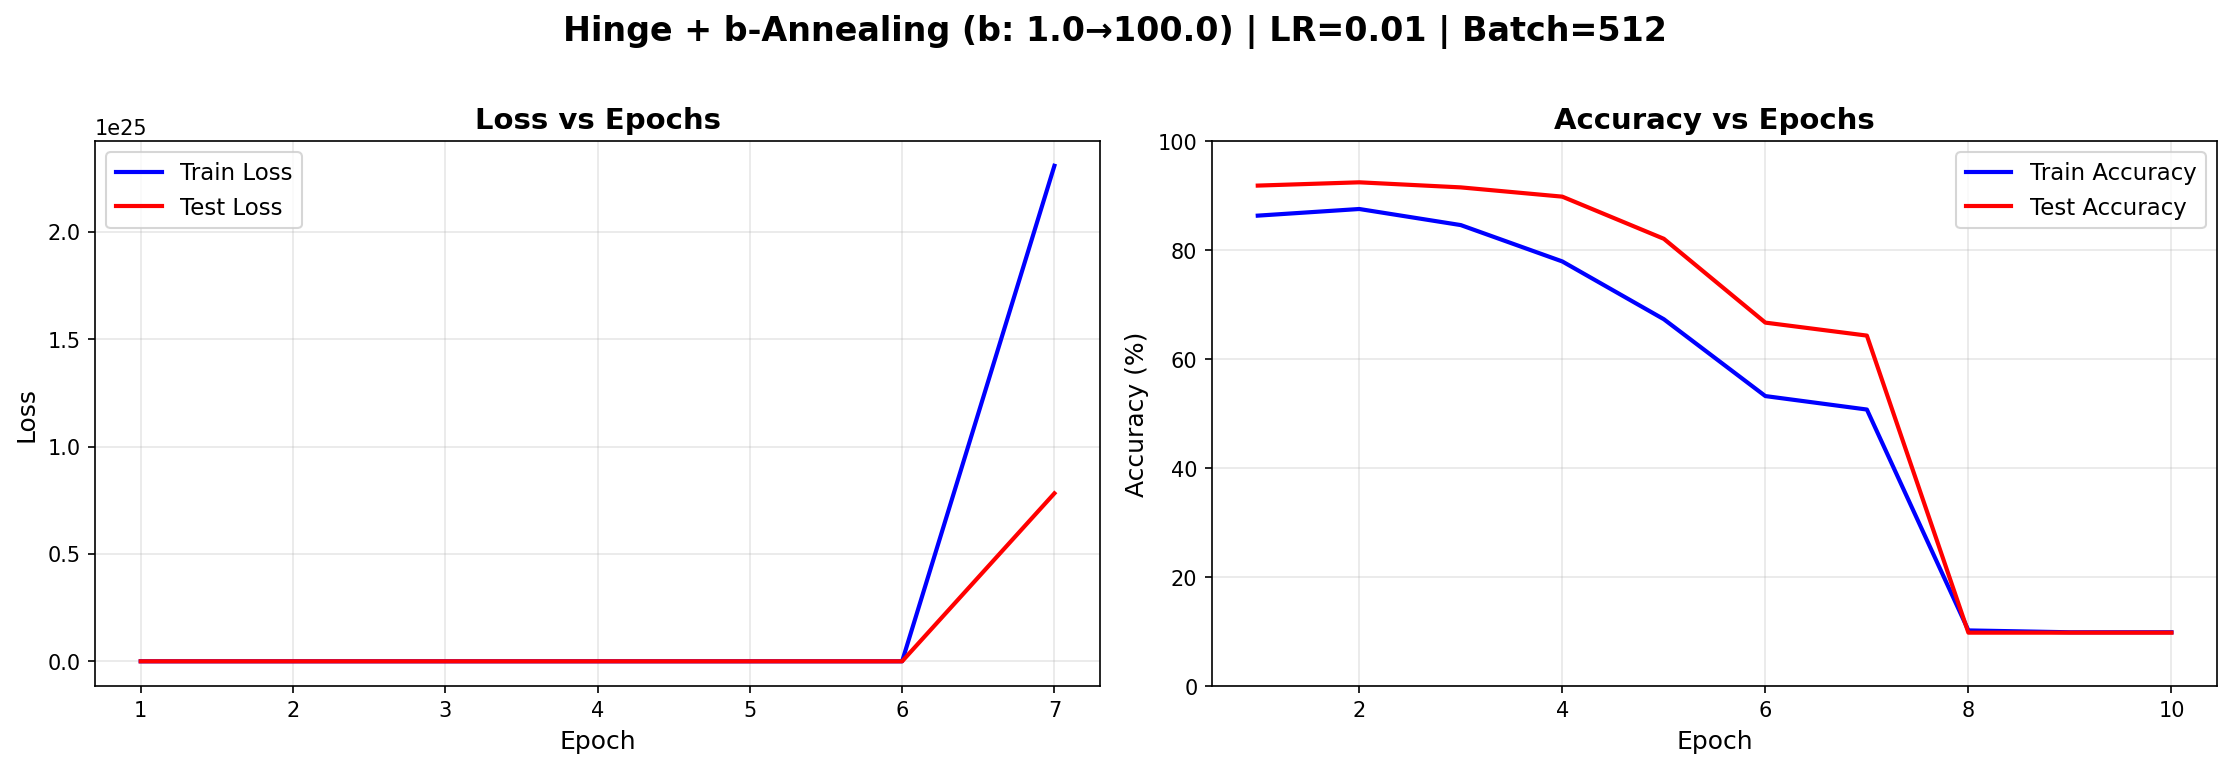 Hinge + b-Annealing (b: 1.0→100.0) | LR=0.01 | Batch=512
Loss vs Epochs
1e25
Train Loss
Test Loss
2.0
1.5
1.0
0.5
0.0
Loss
1 2 3 4 5 6 7
Epoch
Accuracy vs Epochs
Train Accuracy
Test Accuracy
100
80
60
40
20
0
Accuracy (%)
2 4 6 8 10
Epoch